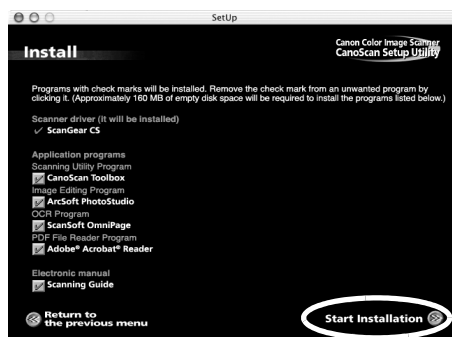 SetUp
Install
Canon Color Image Scanner
CanoScan Setup Utility
Programs with check marks will be installed. Remove the check mark from an unwanted program by
clicking it. (Approximately 160 MB of empty disk space will be required to install the programs listed below.)
Scanner driver (it will be installed)
ScanGear CS
Application programs
Scanning Utility Program
CanoScan Toolbox
Image Editing Program
ArcSoft PhotoStudio
OCR Program
ScanSoft OmniPage
PDF File Reader Program
Adobe® Acrobat® Reader
Electronic manual
Scanning Guide
Return to
the previous menu
Start Installation